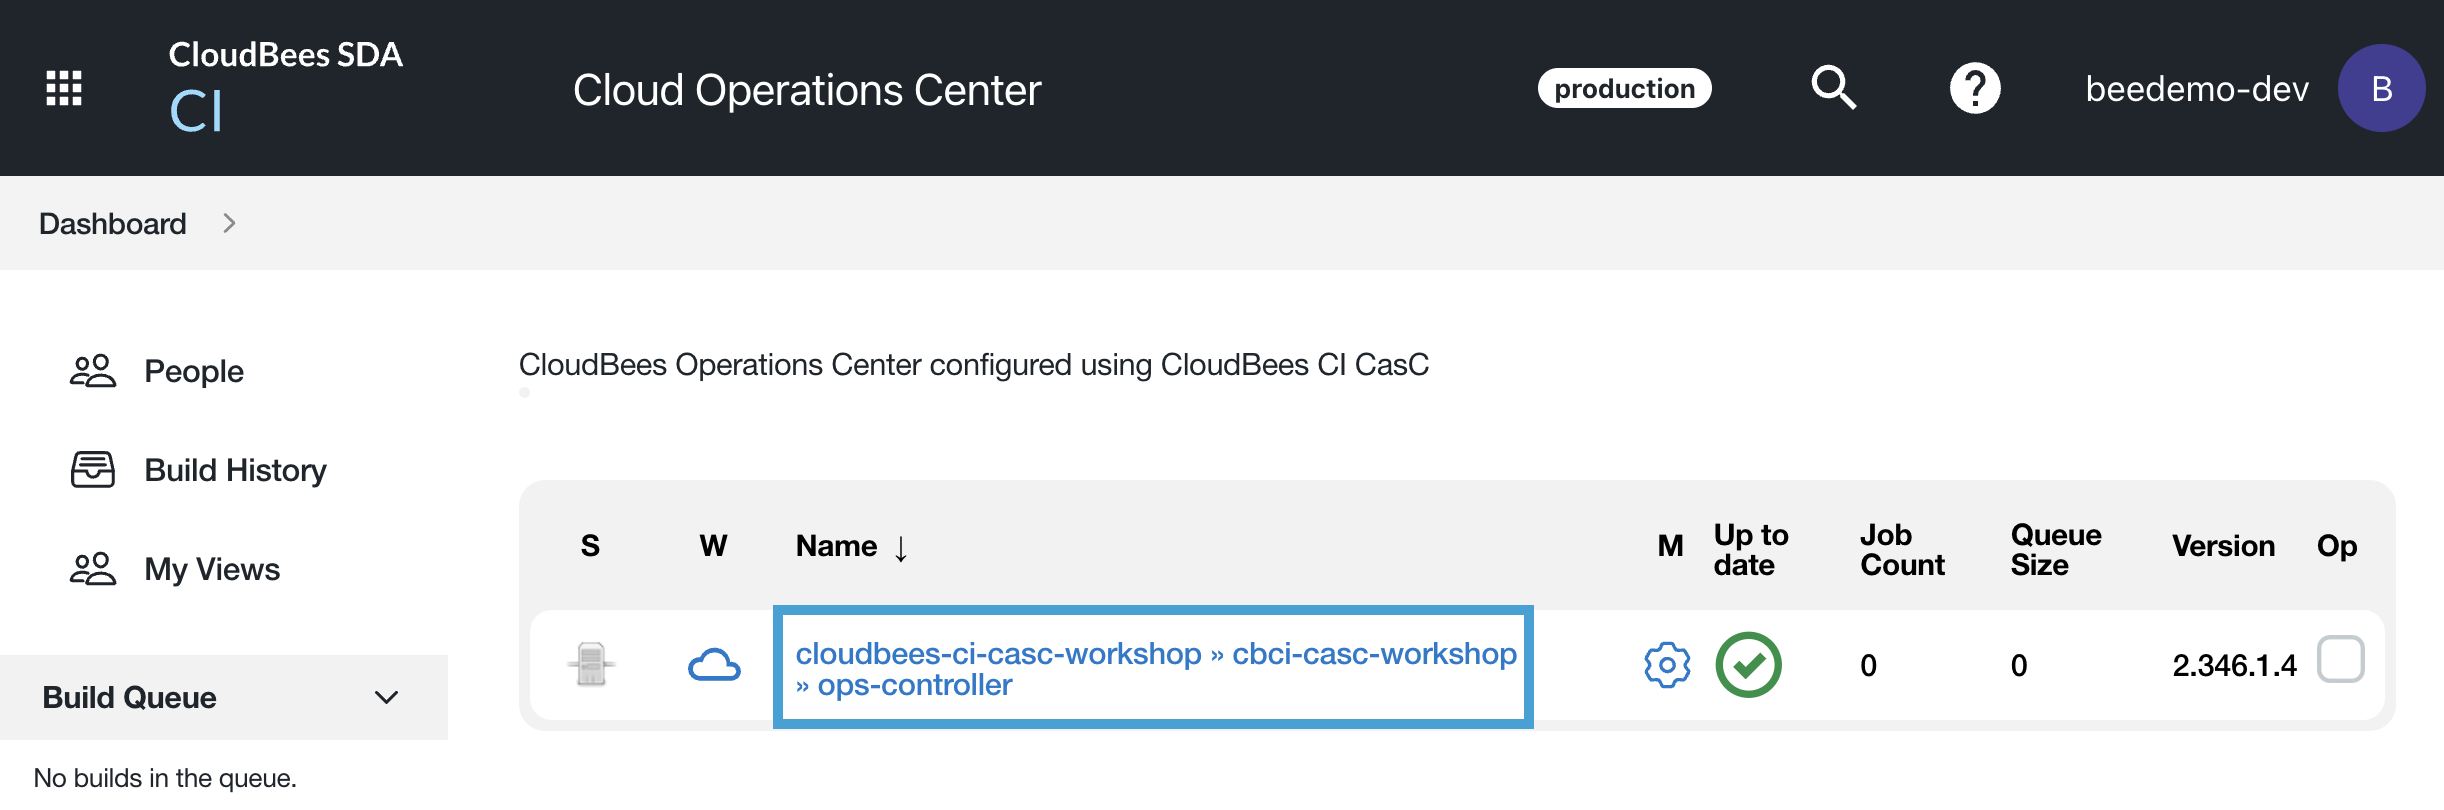 CloudBees SDA
CI
Cloud Operations Center
production
?
beedemo-dev
B
Dashboard
People
Build History
My Views
Build Queue
No builds in the queue.
CloudBees Operations Center configured using CloudBees CI CasC
S W Name ↓ M Up to date Job Count Queue Size Version Op
cloudbees-ci-casc-workshop » cbci-casc-workshop
» ops-controller
0 0 2.346.1.4